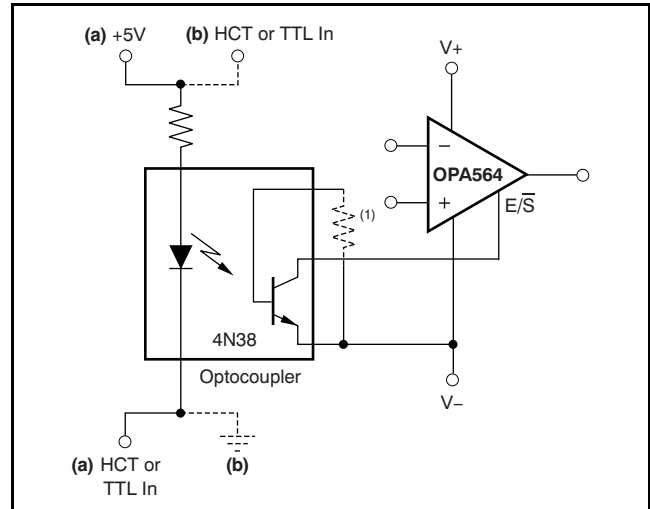 (a) +5V
(b) HCT or TTL In
V+
−
OPA564
+
E/S̅
(1)
4N38
Optocoupler
V−
(a) HCT or
TTL In
(b)